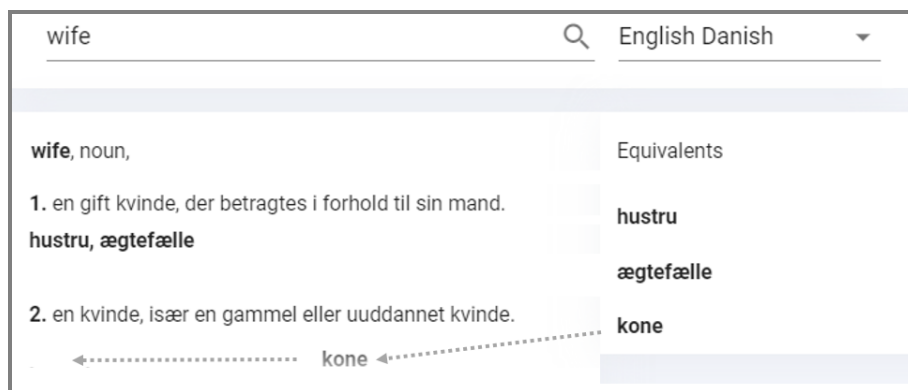 wife
English Danish
wife, noun,
1. en gift kvinde, der betragtes i forhold til sin mand.
hustru, ægtefælle
2. en kvinde, især en gammel eller uuddannet kvinde.
kone
Equivalents
hustru
ægtefælle
kone